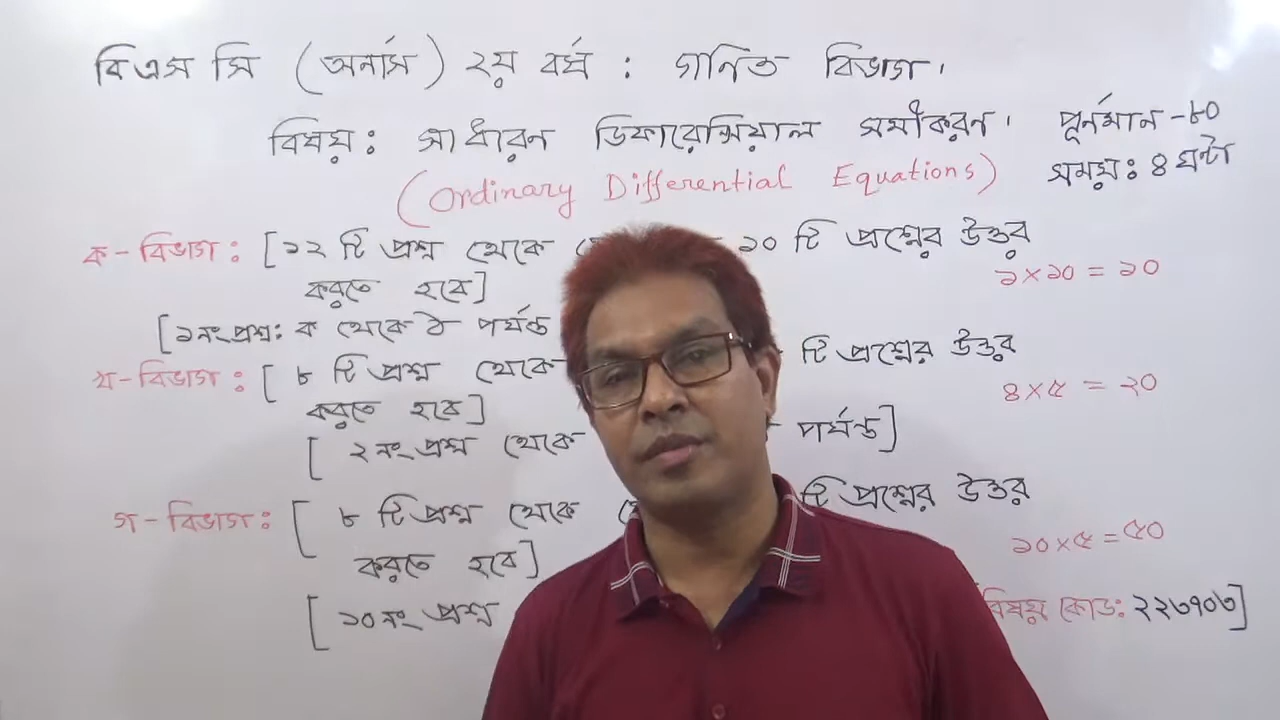 বিএস সি (অনার্স) ২য় বর্ষ : গনিত বিভাগ।
বিষয়: সাধারন ডিফারেন্সিয়াল সমীকরণ। পূর্নমান -৮০
(Ordinary Differential Equations) সময়: ৪ ঘন্টা
ক - বিভাগ : [১২ টি প্রশ্ন থেকে ১০ টি প্রশ্নের উত্তর
করতে হবে] ১×১০ = ১০
[১নং প্রশ্ন: ক থেকে ঠ পর্যন্ত
খ - বিভাগ : [ ৮ টি প্রশ্ন থেকে টি প্রশ্নের উত্তর
করতে হবে] ৪×৫ = ২০
[ ২নং প্রশ্ন থেকে পর্যন্ত]
গ - বিভাগ : [ ৮ টি প্রশ্ন থেকে টি প্রশ্নের উত্তর
করতে হবে] ১০×৫ = ৫০
[ ১০নং প্রশ্ন বিষয় কোড: ২২৩৭০৩]